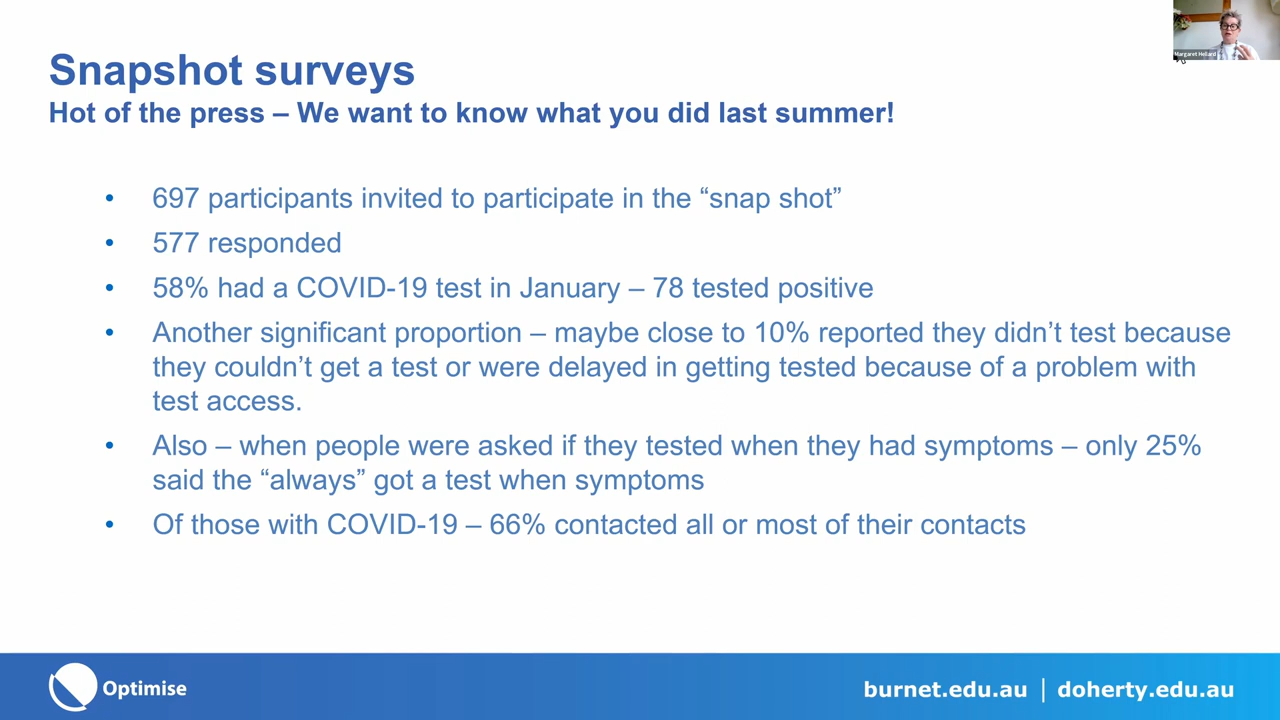 Margaret Hellard
Snapshot surveys
Hot of the press – We want to know what you did last summer!
• 697 participants invited to participate in the “snap shot”
• 577 responded
• 58% had a COVID-19 test in January – 78 tested positive
• Another significant proportion – maybe close to 10% reported they didn’t test because
they couldn’t get a test or were delayed in getting tested because of a problem with
test access.
• Also – when people were asked if they tested when they had symptoms – only 25%
said the “always” got a test when symptoms
• Of those with COVID-19 – 66% contacted all or most of their contacts
Optimise
burnet.edu.au | doherty.edu.au